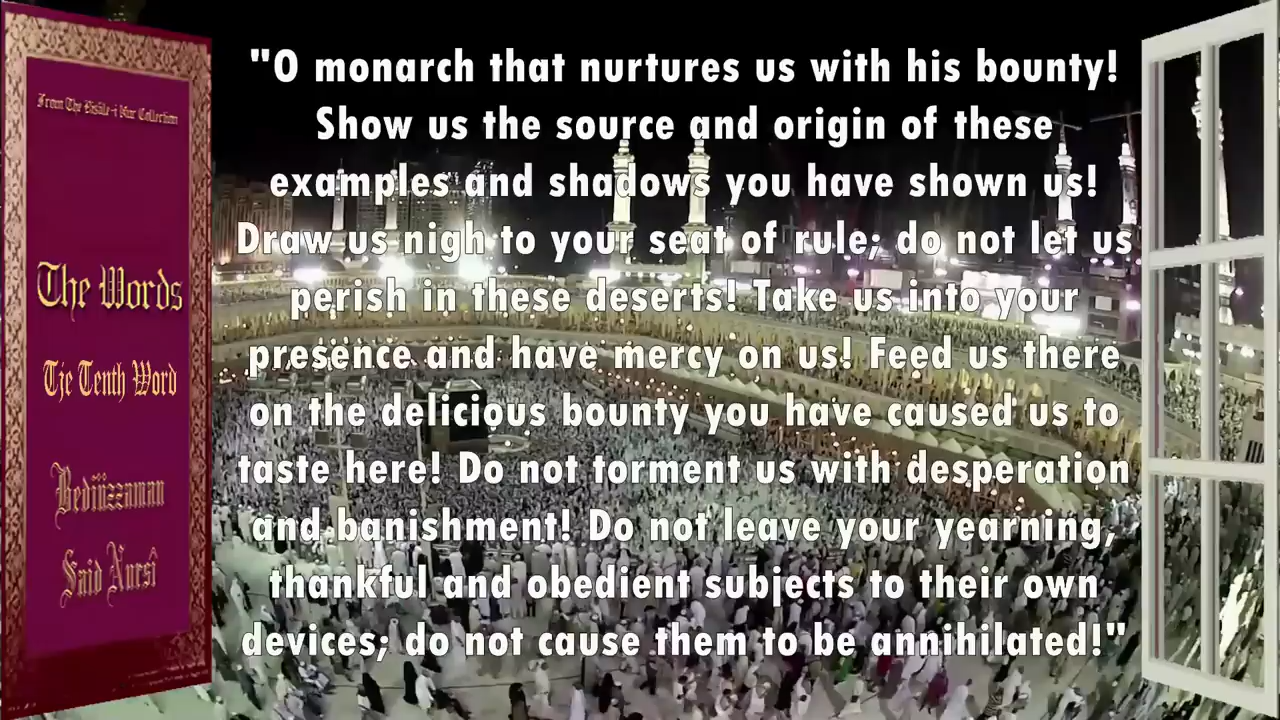 From The Risâle-i Nur Collection
The Words
Tje Tenth Word
Bediüzzaman
Said Nursî
"O monarch that nurtures us with his bounty!
Show us the source and origin of these
examples and shadows you have shown us!
Draw us nigh to your seat of rule; do not let us
perish in these deserts! Take us into your
presence and have mercy on us! Feed us there
on the delicious bounty you have caused us to
taste here! Do not torment us with desperation
and banishment! Do not leave your yearning,
thankful and obedient subjects to their own
devices; do not cause them to be annihilated!"